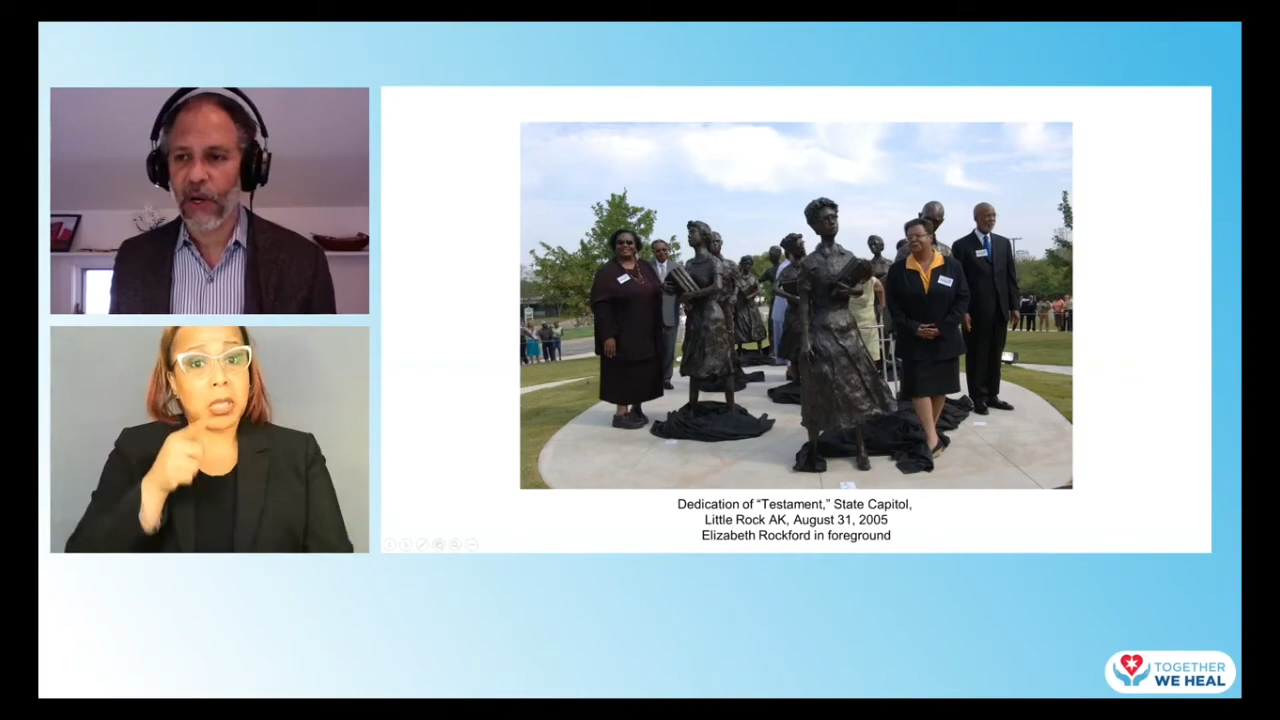 Dedication of “Testament,” State Capitol,
Little Rock AK, August 31, 2005
Elizabeth Rockford in foreground
TOGETHER
WE HEAL